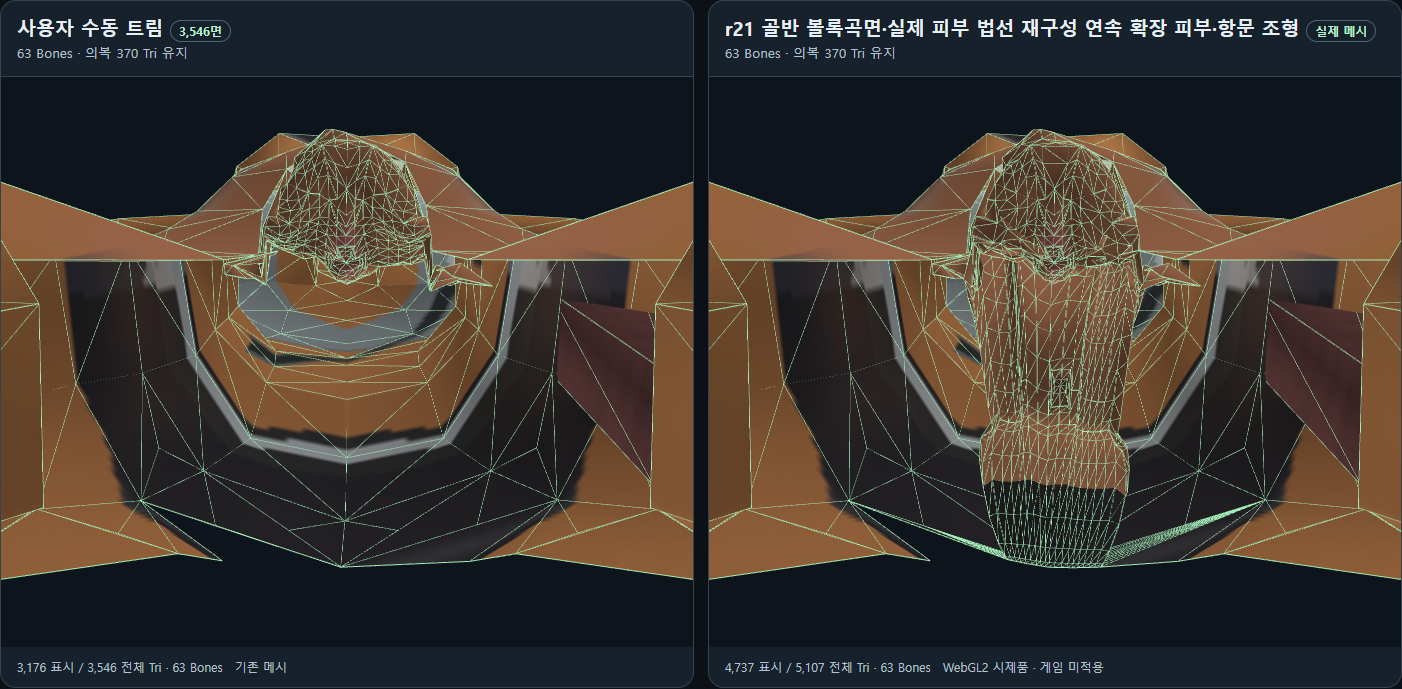 사용자 수동 트림 3,546면
63 Bones · 의복 370 Tri 유지
3,176 표시 / 3,546 전체 Tri · 63 Bones 기존 메시
r21 골반 볼록곡면·실제 피부 법선 재구성 연속 확장 피부·항문 조형 실제 메시
63 Bones · 의복 370 Tri 유지
4,737 표시 / 5,107 전체 Tri · 63 Bones WebGL2 시제품 · 게임 미적용